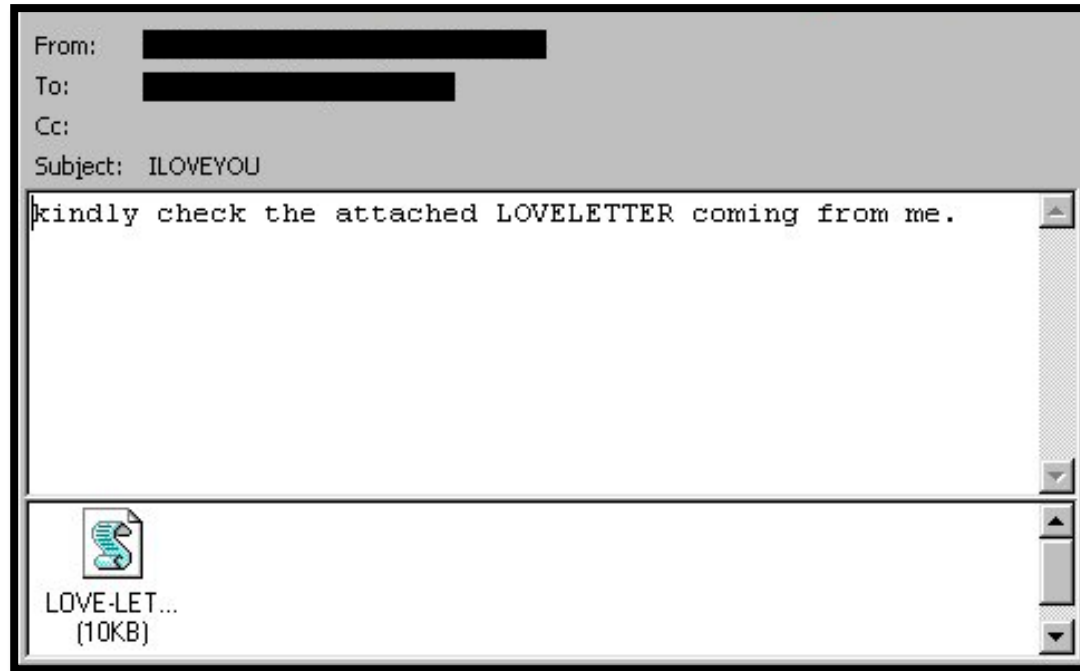 From:
To:
Cc:
Subject: ILOVEYOU
kindly check the attached LOVELETTER coming from me.
LOVE-LET...
(10KB)